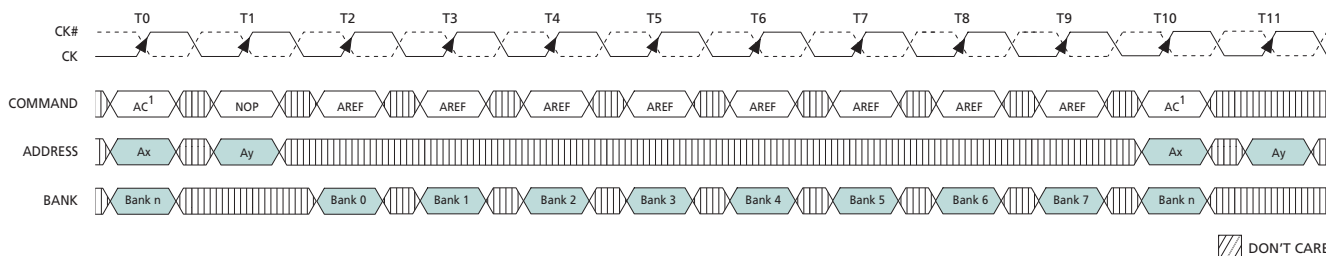 T0 T1 T2 T3 T4 T5 T6 T7 T8 T9 T10 T11
CK#
CK
COMMAND AC1 NOP AREF AREF AREF AREF AREF AREF AREF AREF AC1
ADDRESS Ax Ay Ax Ay
BANK Bank n Bank 0 Bank 1 Bank 2 Bank 3 Bank 4 Bank 5 Bank 6 Bank 7 Bank n
DON'T CARE